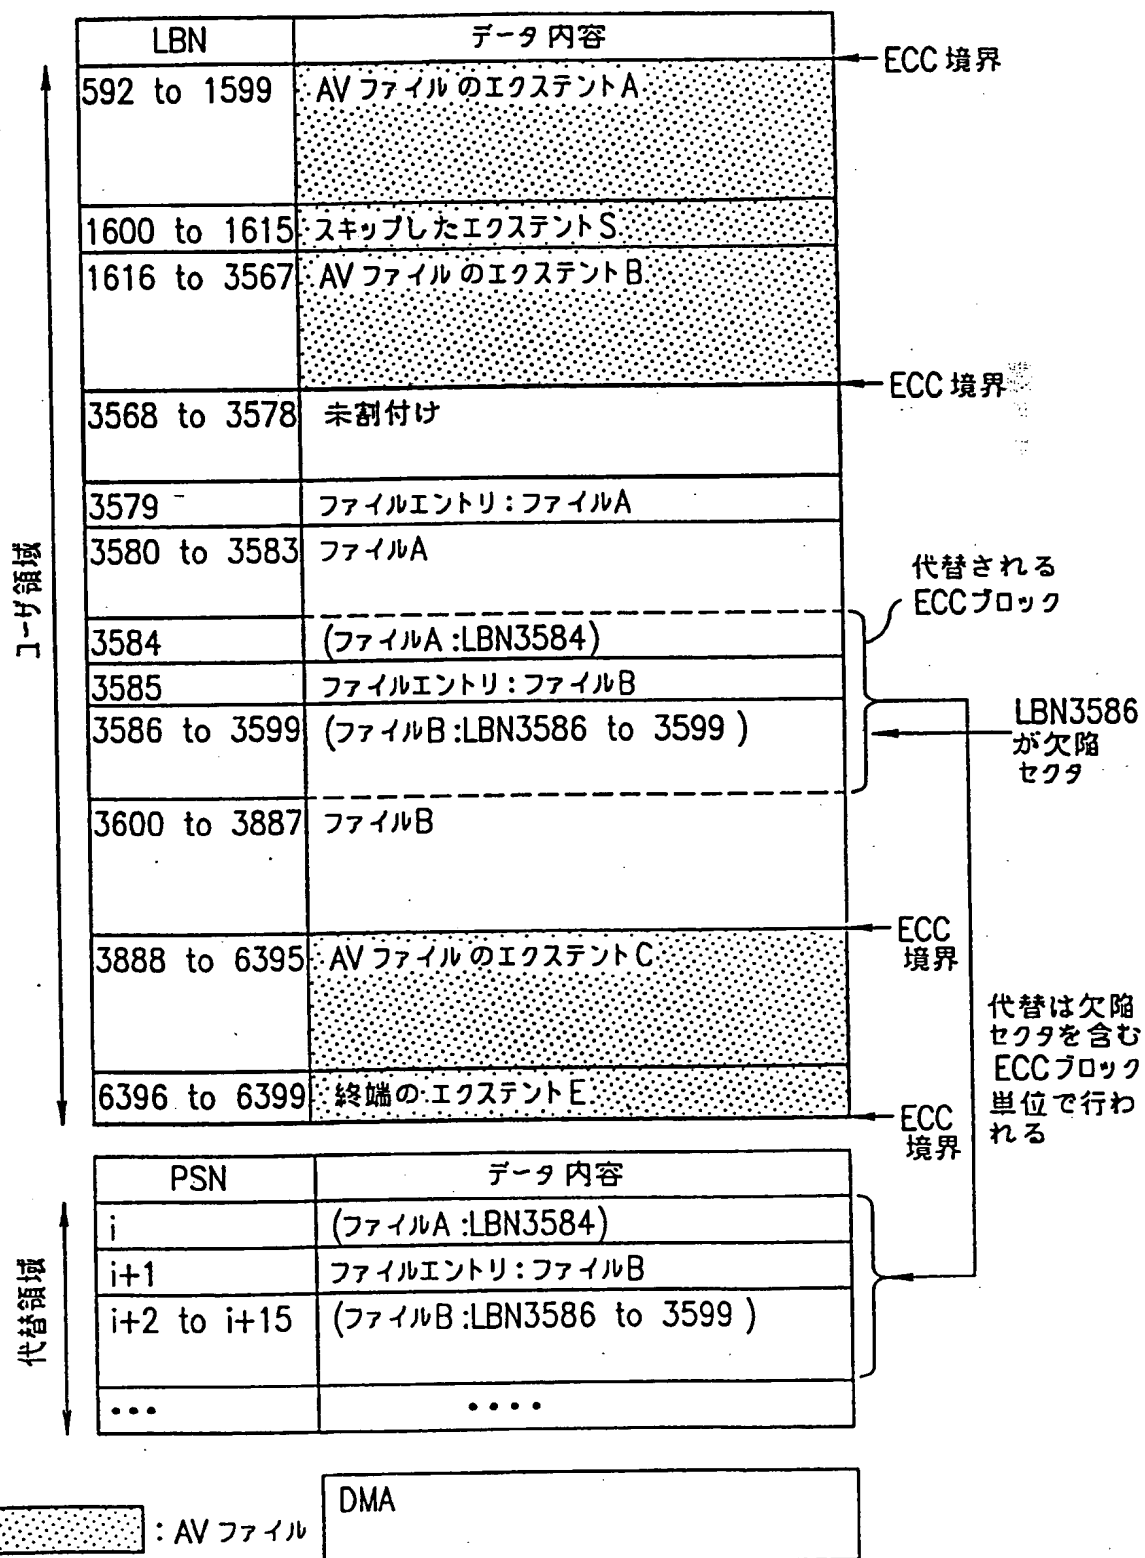 LBN データ内容
ECC境界
592 to 1599 AVファイルのエクステントA
1600 to 1615 スキップしたエクステントS
1616 to 3567 AVファイルのエクステントB
ECC境界
3568 to 3578 未割付け
3579 ファイルエントリ:ファイルA
3580 to 3583 ファイルA
3584 (ファイルA:LBN3584)
3585 ファイルエントリ:ファイルB
3586 to 3599 (ファイルB:LBN3586 to 3599)
3600 to 3887 ファイルB
ECC
境界
3888 to 6395 AVファイルのエクステントC
6396 to 6399 終端のエクステントE
ECC
境界
ユーザ領域
代替される
ECCブロック
LBN3586
が欠陥
セクタ
代替は欠陥
セクタを含む
ECCブロック
単位で行わ
れる
PSN データ内容
i (ファイルA:LBN3584)
i+1 ファイルエントリ:ファイルB
i+2 to i+15 (ファイルB:LBN3586 to 3599)
••• ••••
代替領域
:AVファイル
DMA